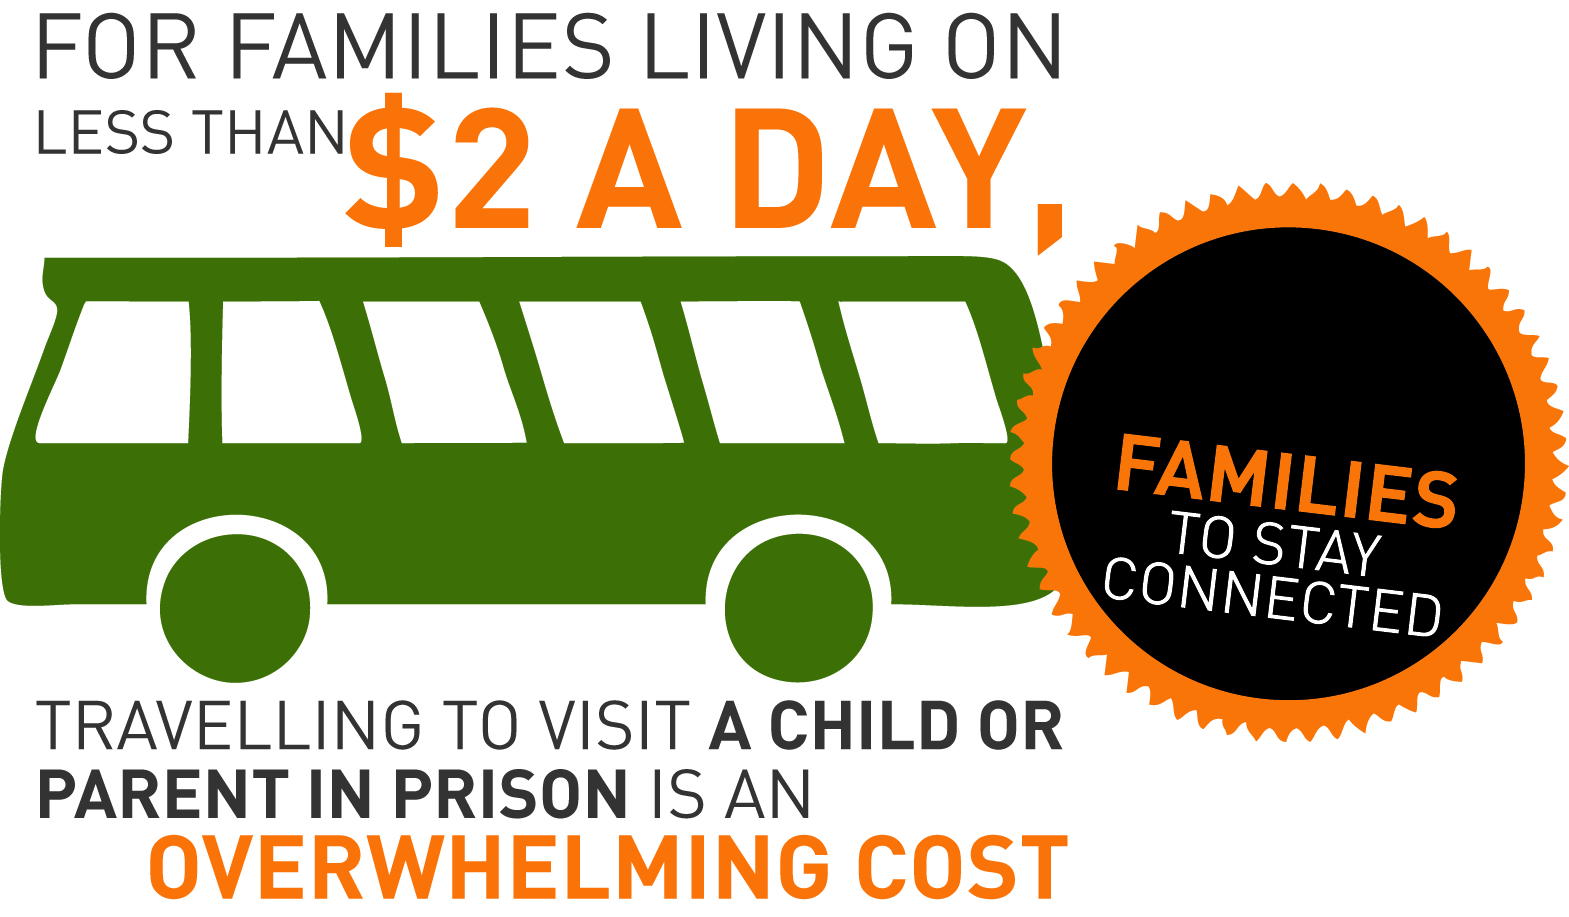 FOR FAMILIES LIVING ON
LESS THAN $2 A DAY,
FAMILIES
TO STAY
CONNECTED
TRAVELLING TO VISIT A CHILD OR
PARENT IN PRISON IS AN
OVERWHELMING COST